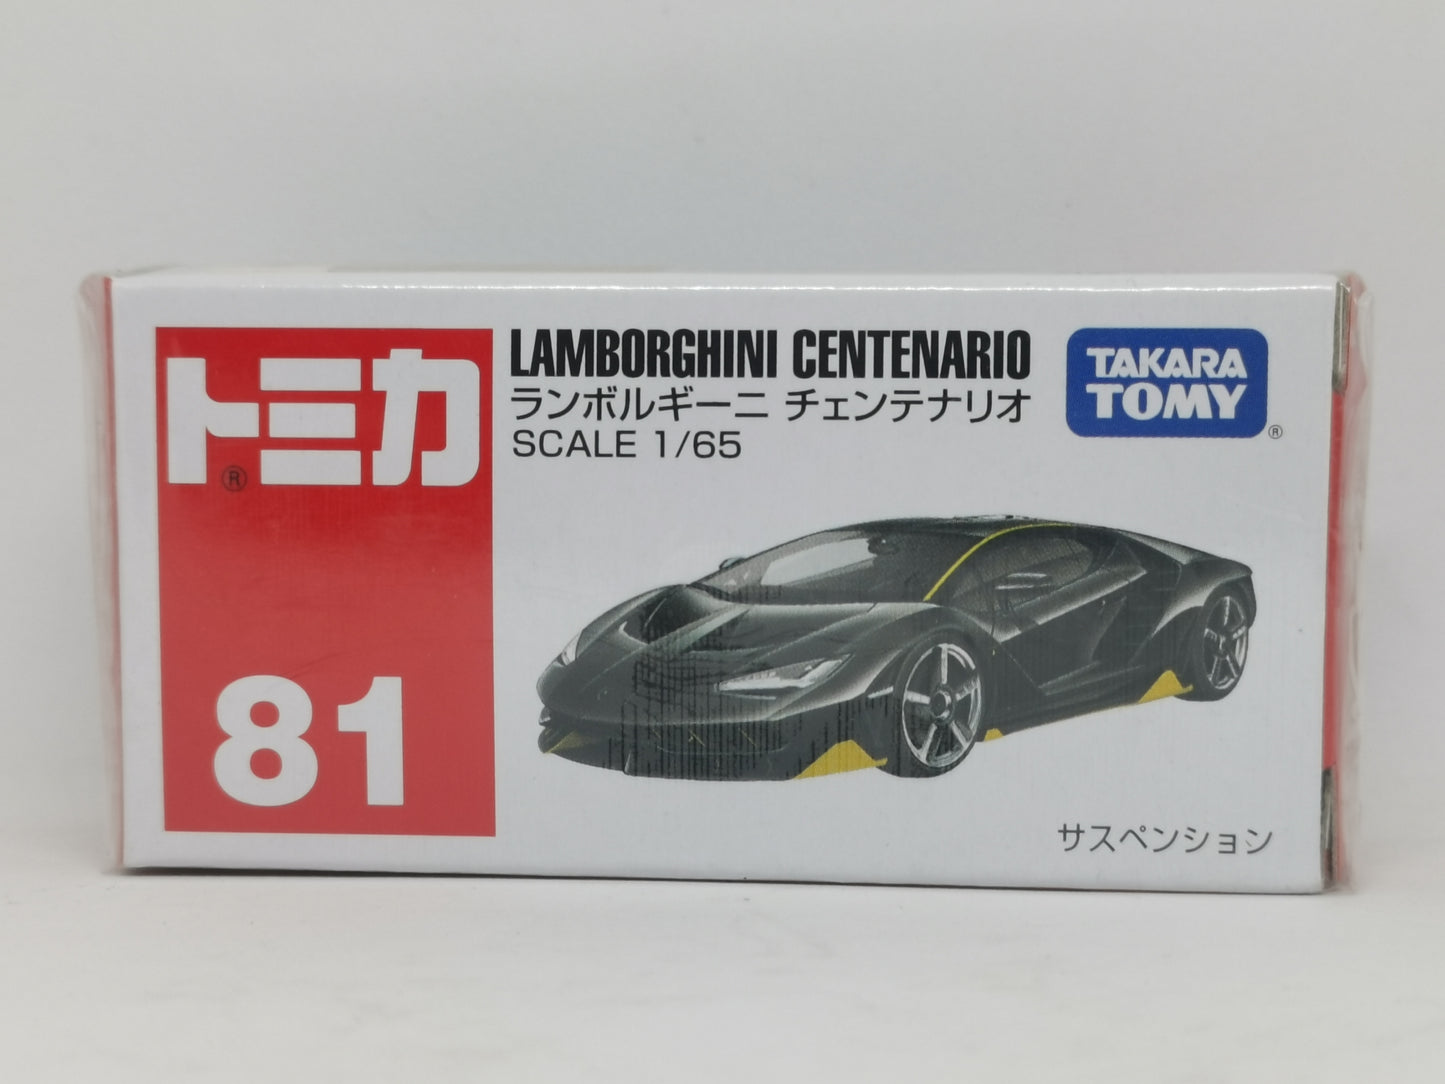 トミカ
®
81
LAMBORGHINI CENTENARIO
ランボルギーニ チェンテナリオ
SCALE 1/65
TAKARA
TOMY
®
サスペンション